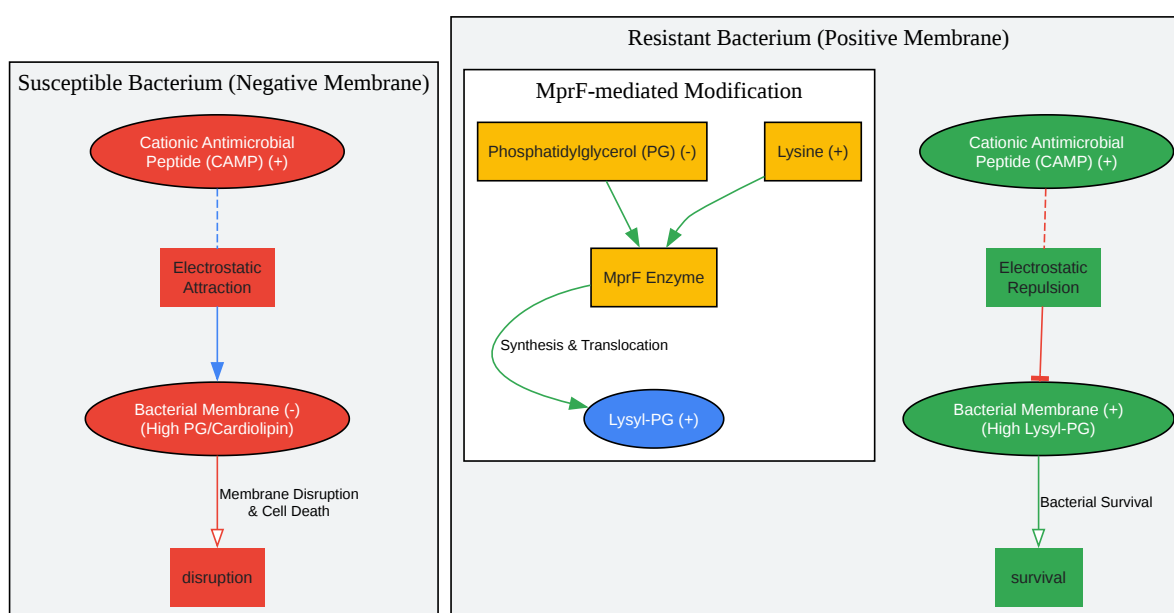 Susceptible Bacterium (Negative Membrane)
Cationic Antimicrobial
Peptide (CAMP) (+)
Electrostatic
Attraction
Bacterial Membrane (-)
(High PG/Cardiolipin)
Membrane Disruption
& Cell Death
disruption
Resistant Bacterium (Positive Membrane)
MprF-mediated Modification
Phosphatidylglycerol (PG) (-)
Lysine (+)
MprF Enzyme
Synthesis & Translocation
Lysyl-PG (+)
Cationic Antimicrobial
Peptide (CAMP) (+)
Electrostatic
Repulsion
Bacterial Membrane (+)
(High Lysyl-PG)
Bacterial Survival
survival